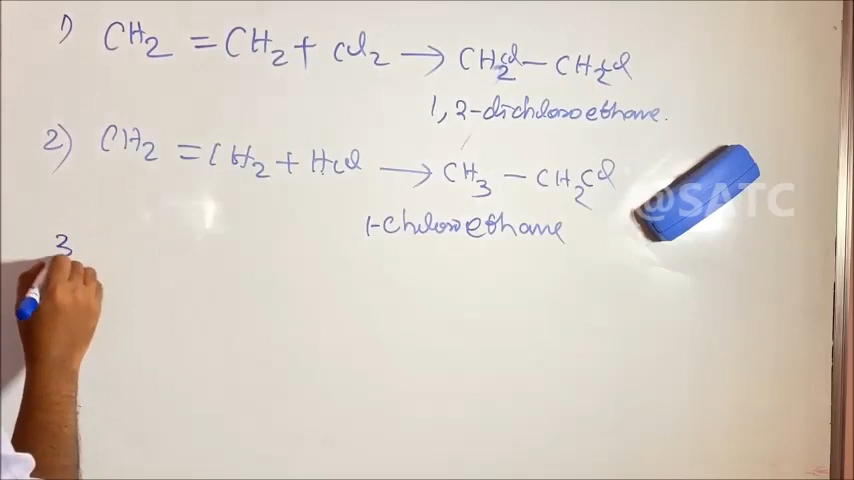 1) CH2 = CH2 + Cl2 → CH2Cl – CH2Cl
1, 2-dichloroethane.
2) CH2 = CH2 + HCl → CH3 – CH2Cl
@SATC
1-Chloroethane
3